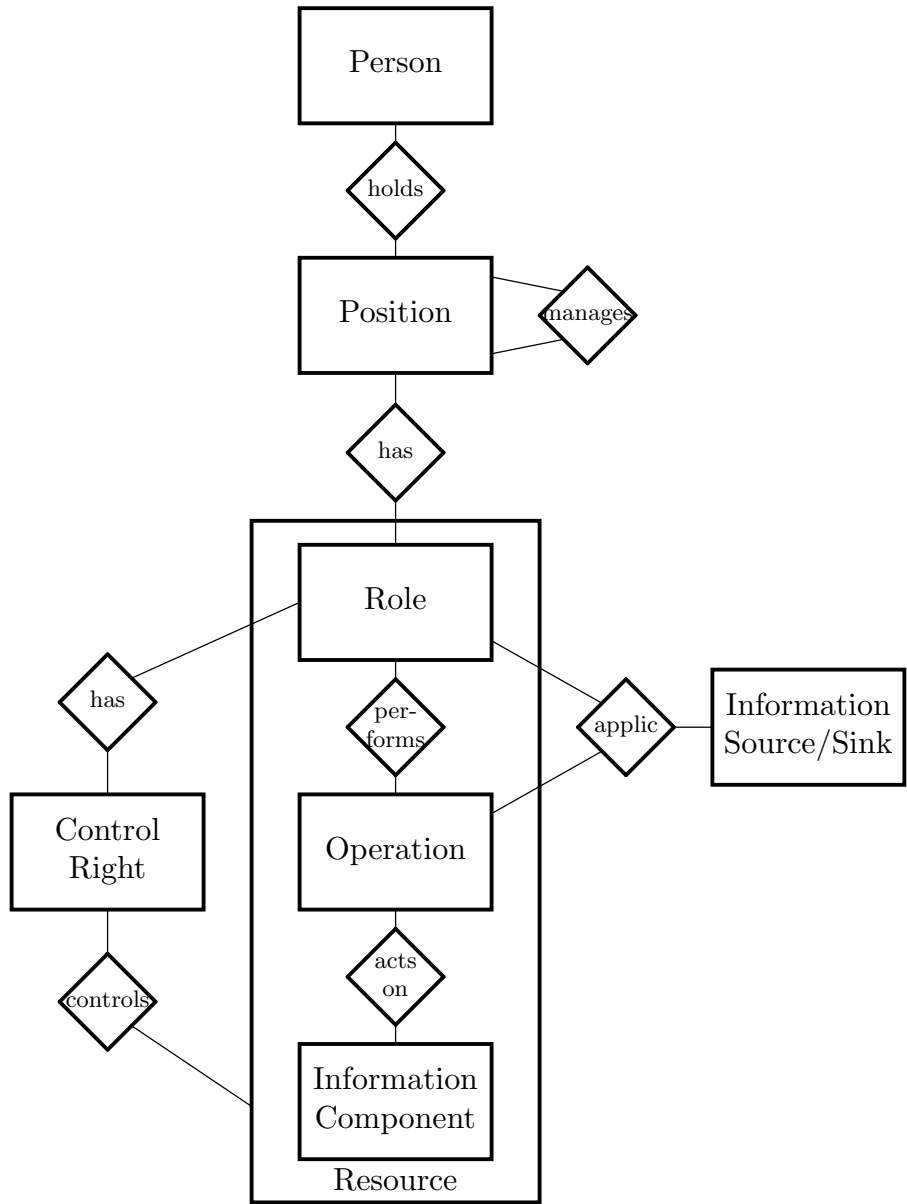 Person
holds
Position
manages
has
Role
has
per-
forms
applic
Information
Source/Sink
Control
Right
Operation
controls
acts
on
Information
Component
Resource